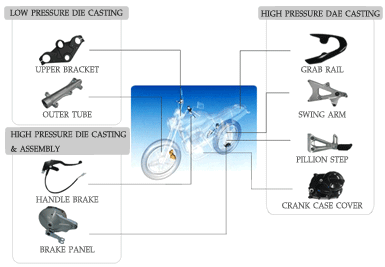 LOW PRESSURE DIE CASTING
UPPER BRACKET
OUTER TUBE
HIGH PRESSURE DIE CASTING
& ASSEMBLY
HANDLE BRAKE
BRAKE PANEL
HIGH PRESSURE DAE CASTING
GRAB RAIL
SWING ARM
PILLION STEP
CRANK CASE COVER